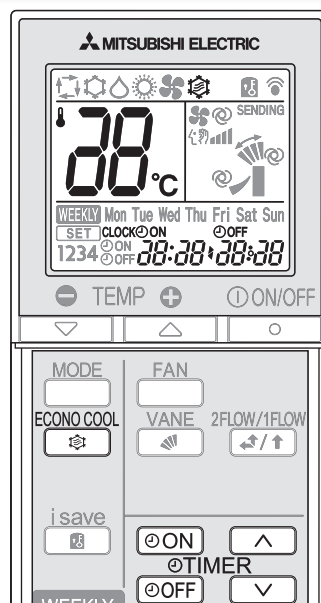 MITSUBISHI ELECTRIC
SENDING
88°C
WEEKLY Mon Tue Wed Thu Fri Sat Sun
SET CLOCK ON OFF
1234 ON OFF 88:88 88:88
TEMP ON/OFF
MODE FAN
ECONO COOL VANE 2FLOW/1FLOW
i save
ON
TIMER
OFF
WEEKLY